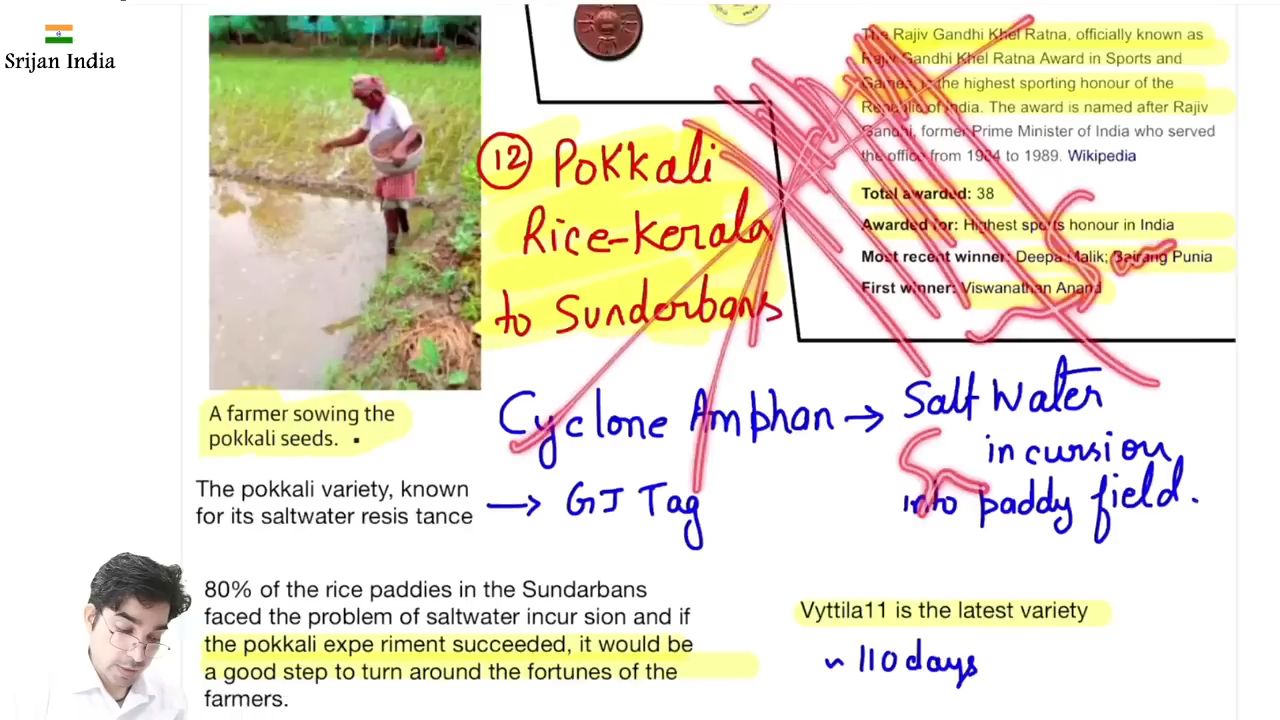 Srijan India
The Rajiv Gandhi Khel Ratna, officially known as
Rajiv Gandhi Khel Ratna Award in Sports and
Games, is the highest sporting honour of the
Republic of India. The award is named after Rajiv
Gandhi, former Prime Minister of India who served
the office from 1984 to 1989. Wikipedia
Total awarded: 38
Awarded for: Highest sports honour in India
Most recent winner: Deepa Malik; Bajrang Punia
First winner: Viswanathan Anand
12 Pokkali
Rice-Kerala
to Sunderbans
A farmer sowing the
pokkali seeds.
Cyclone Amphan → Salt Water
incursion
into paddy field.
The pokkali variety, known
for its saltwater resis tance
→ GI Tag
80% of the rice paddies in the Sundarbans
faced the problem of saltwater incur sion and if
the pokkali expe riment succeeded, it would be
a good step to turn around the fortunes of the
farmers.
Vyttila11 is the latest variety
~ 110 days